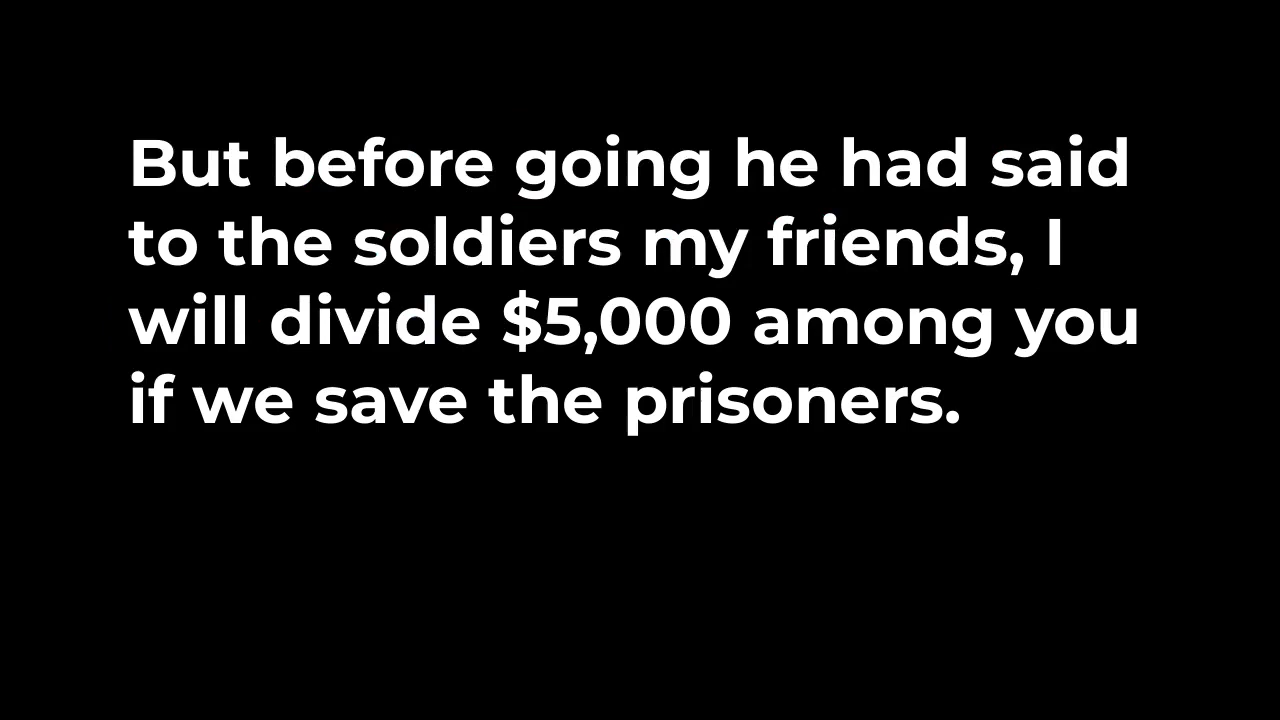 But before going he had said
to the soldiers my friends, I
will divide $5,000 among you
if we save the prisoners.